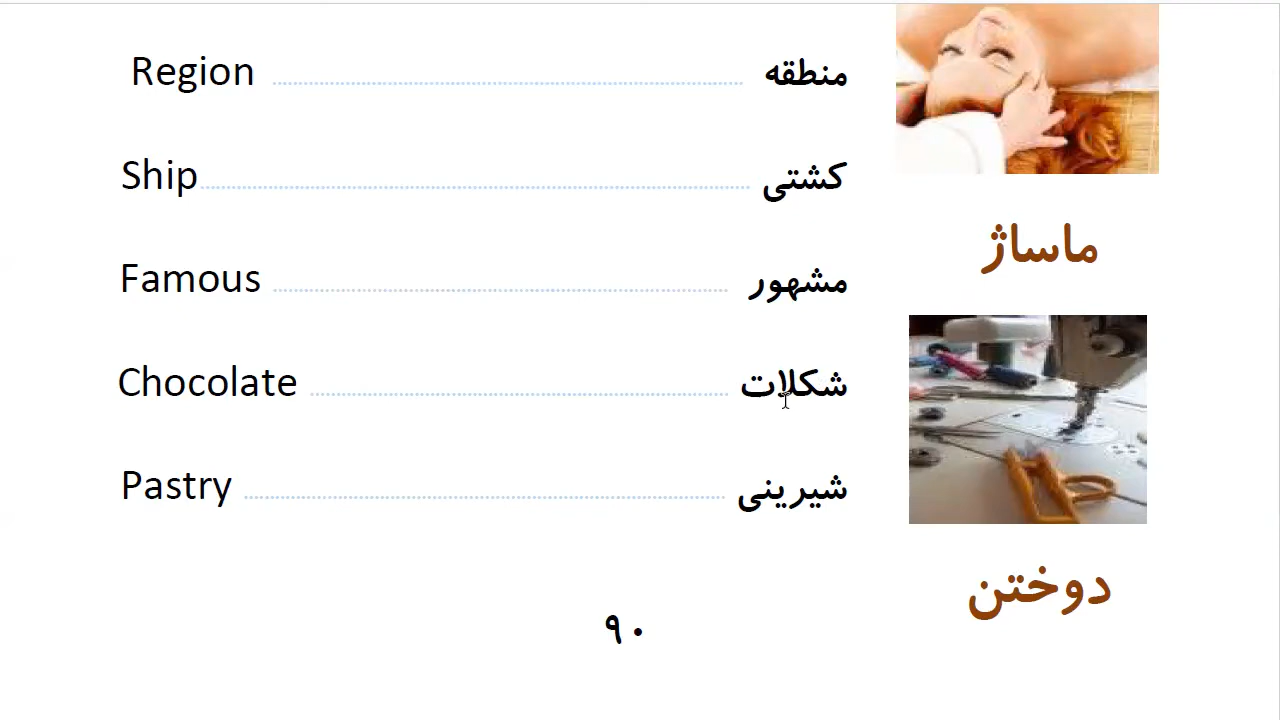 Region منطقه
Ship کشتی
Famous مشهور
Chocolate شکلات
Pastry شیرینی
ماساژ
دوختن
۹۰